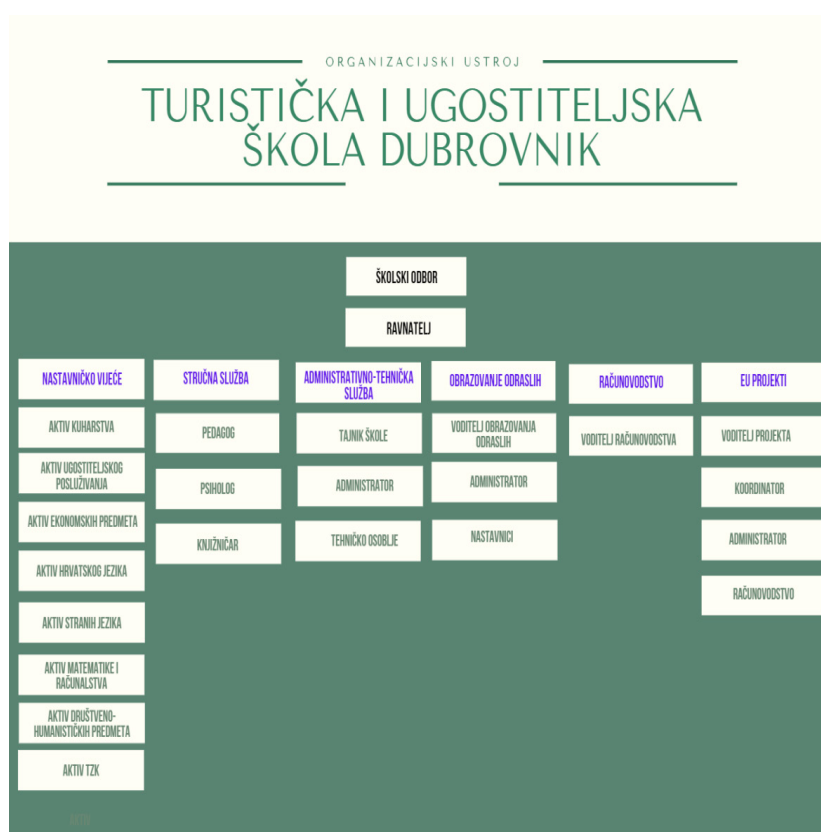 ORGANIZACIJSKI USTROJ
TURISTIČKA I UGOSTITELJSKA
ŠKOLA DUBROVNIK
ŠKOLSKI ODBOR
RAVNATELJ
NASTAVNIČKO VIJEĆE
AKTIV KUHARSTVA
AKTIV UGOSTITELJSKOG
POSLUŽIVANJA
AKTIV EKONOMSKIH PREDMETA
AKTIV HRVATSKOG JEZIKA
AKTIV STRANIH JEZIKA
AKTIV MATEMATIKE I
RAČUNALSTVA
AKTIV DRUŠTVENO-
HUMANISTIČKIH PREDMETA
AKTIV TZK
STRUČNA SLUŽBA
PEDAGOG
PSIHOLOG
KNJIŽNIČAR
ADMINISTRATIVNO-TEHNIČKA
SLUŽBA
TAJNIK ŠKOLE
ADMINISTRATOR
TEHNIČKO OSOBLJE
OBRAZOVANJE ODRASLIH
VODITELJ OBRAZOVANJA
ODRASLIH
ADMINISTRATOR
NASTAVNICI
RAČUNOVODSTVO
VODITELJ RAČUNOVODSTVA
EU PROJEKTI
VODITELJ PROJEKTA
KOORDINATOR
ADMINISTRATOR
RAČUNOVODSTVO